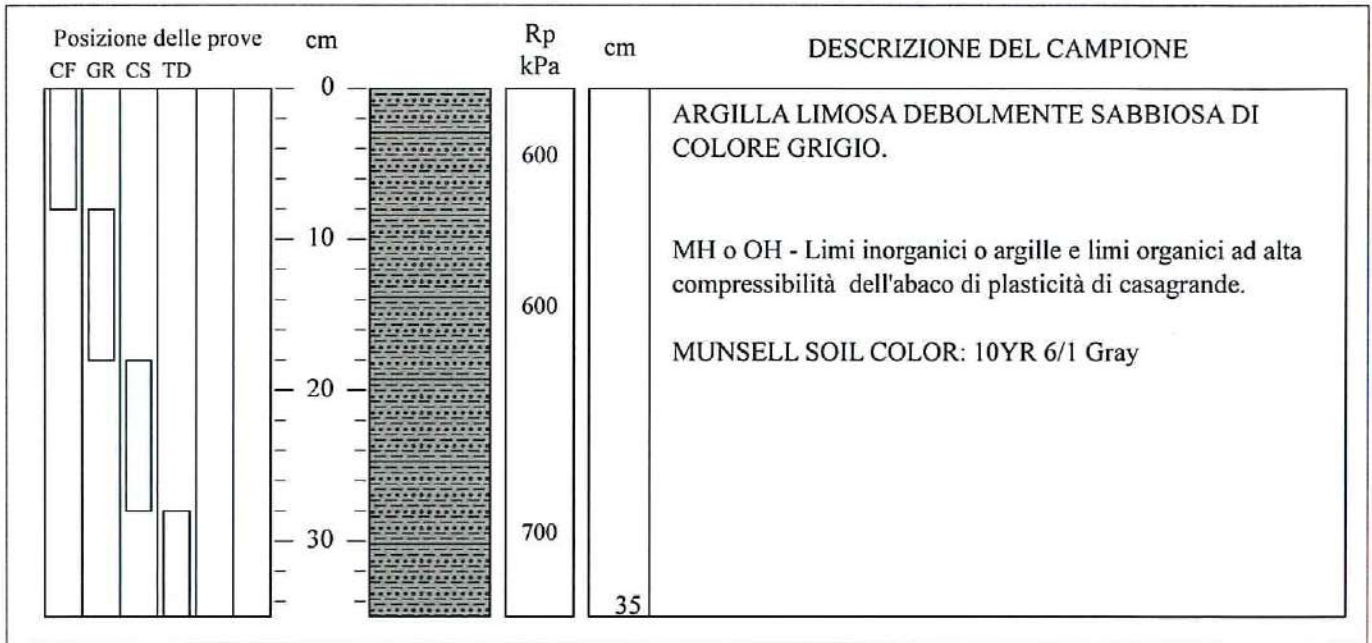 Posizione delle prove
CF GR CS TD
cm
Rp
kPa
cm
DESCRIZIONE DEL CAMPIONE
0
10
20
30
600
600
700
35
ARGILLA LIMOSA DEBOLMENTE SABBIOSA DI
COLORE GRIGIO.
MH o OH - Limi inorganici o argille e limi organici ad alta
compressibilità dell'abaco di plasticità di casagrande.
MUNSELL SOIL COLOR: 10YR 6/1 Gray